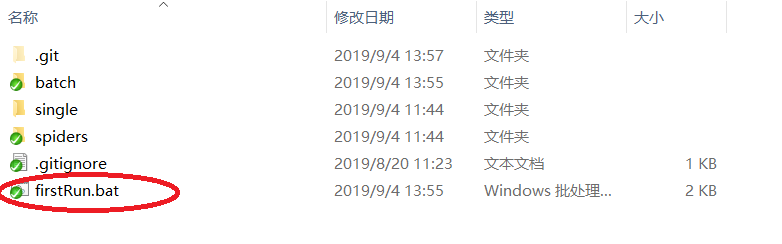 名称 修改日期 类型 大小
.git 2019/9/4 13:57 文件夹
batch 2019/9/4 13:55 文件夹
single 2019/9/4 11:44 文件夹
spiders 2019/9/4 11:44 文件夹
.gitignore 2019/8/20 11:23 文本文档 1 KB
firstRun.bat 2019/9/4 13:55 Windows 批处理... 2 KB